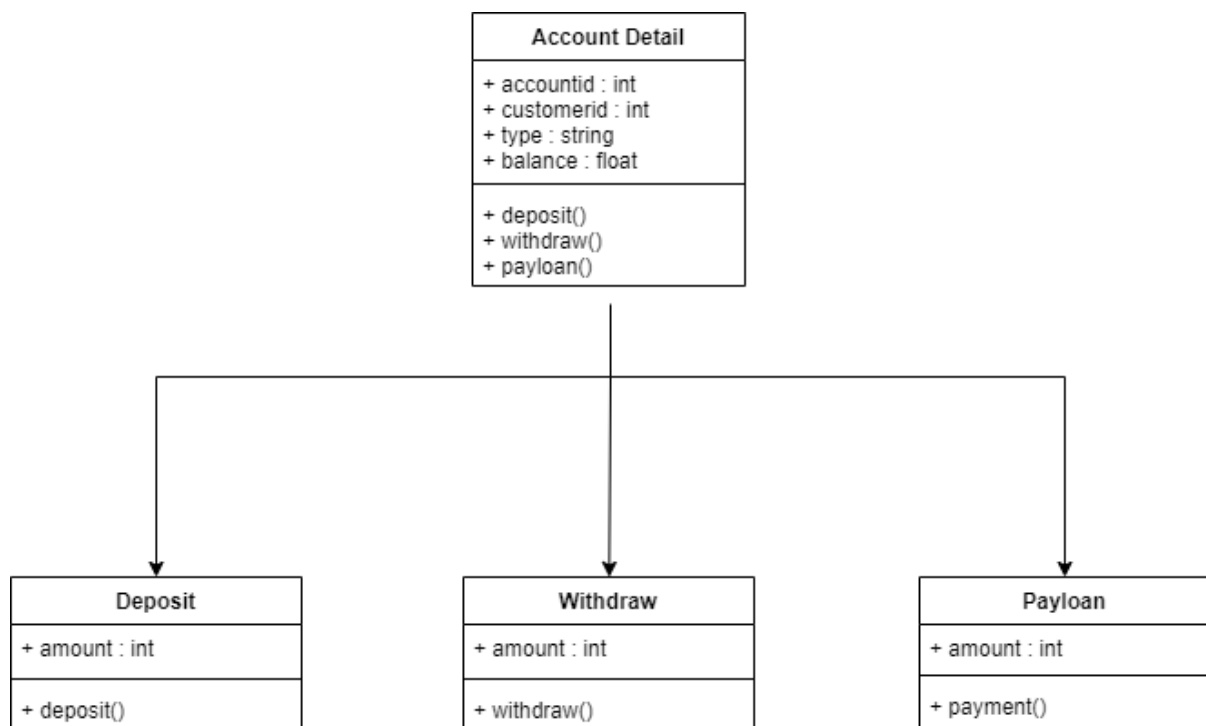 Account Detail
+ accountid : int
+ customerid : int
+ type : string
+ balance : float
+ deposit()
+ withdraw()
+ payloan()
Deposit
+ amount : int
+ deposit()
Withdraw
+ amount : int
+ withdraw()
Payloan
+ amount : int
+ payment()